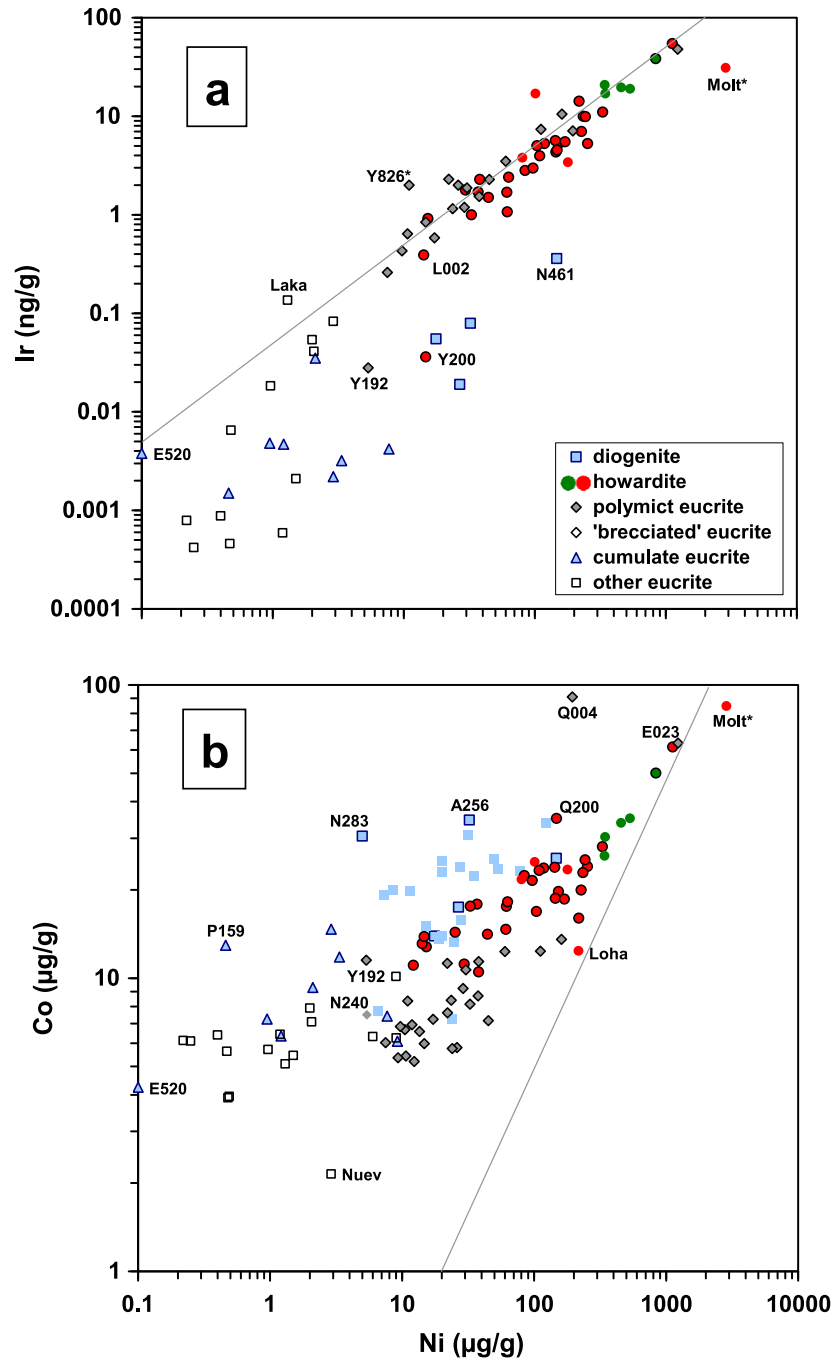 100
a
10
Molt*
Y826*
1
L002
N461
Laka
Ir (ng/g)
0.1
Y200
Y192
0.01
E520
diogenite
howardite
polymict eucrite
'brecciated' eucrite
cumulate eucrite
other eucrite
0.001
0.0001
100
b
Q004
E023
Molt*
N283
A256
Q200
P159
Loha
Y192
10
N240
Co (µg/g)
E520
Nuev
1
0.1 1 10 100 1000 10000
Ni (µg/g)